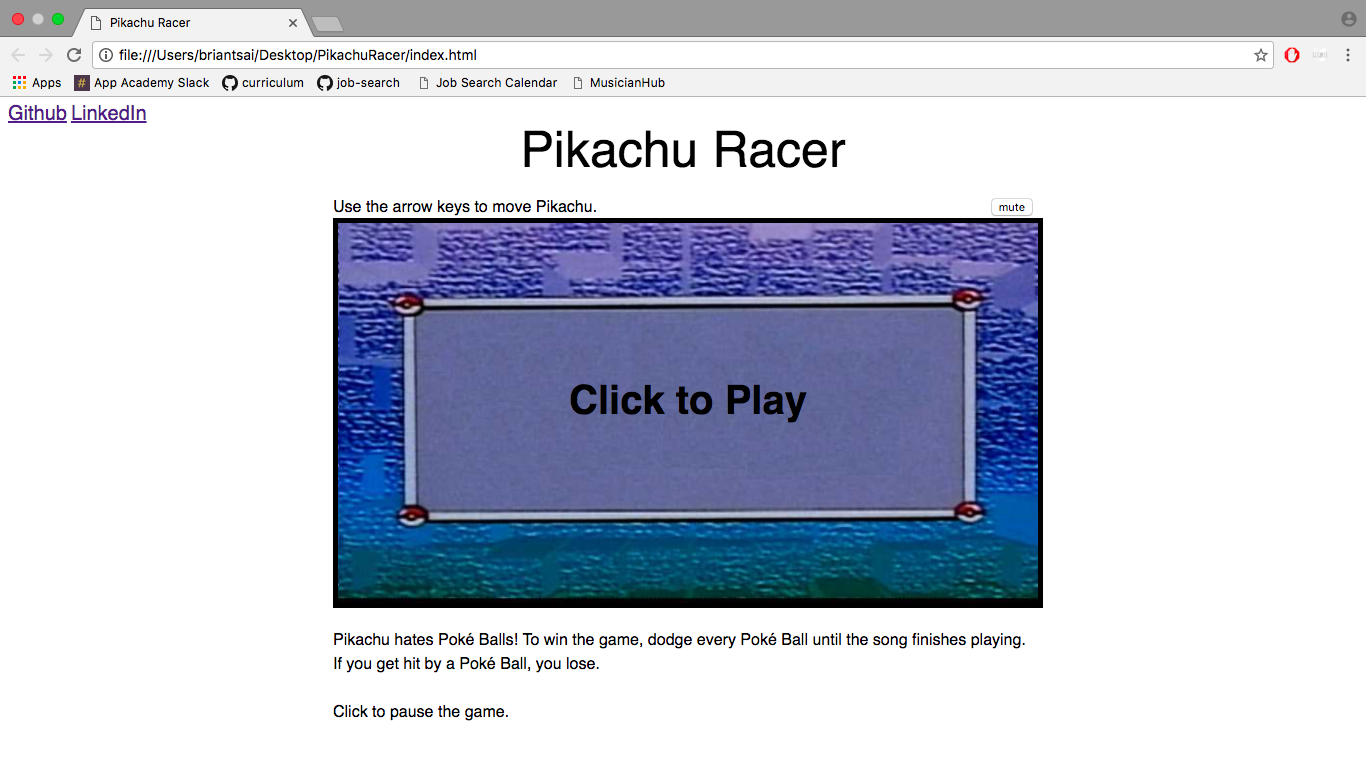 Pikachu Racer
file:///Users/briantsai/Desktop/PikachuRacer/index.html
Apps # App Academy Slack curriculum job-search Job Search Calendar MusicianHub
Github LinkedIn
Pikachu Racer
Use the arrow keys to move Pikachu. mute
Click to Play
Pikachu hates Poké Balls! To win the game, dodge every Poké Ball until the song finishes playing.
If you get hit by a Poké Ball, you lose.
Click to pause the game.